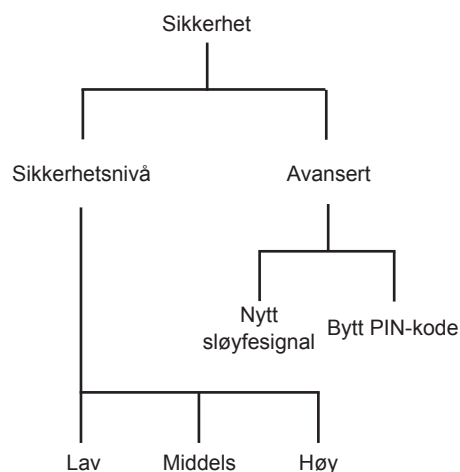 Sikkerhet
Sikkerhetsnivå
Avansert
Nytt
sløyfesignal
Bytt PIN-kode
Lav
Middels
Høy